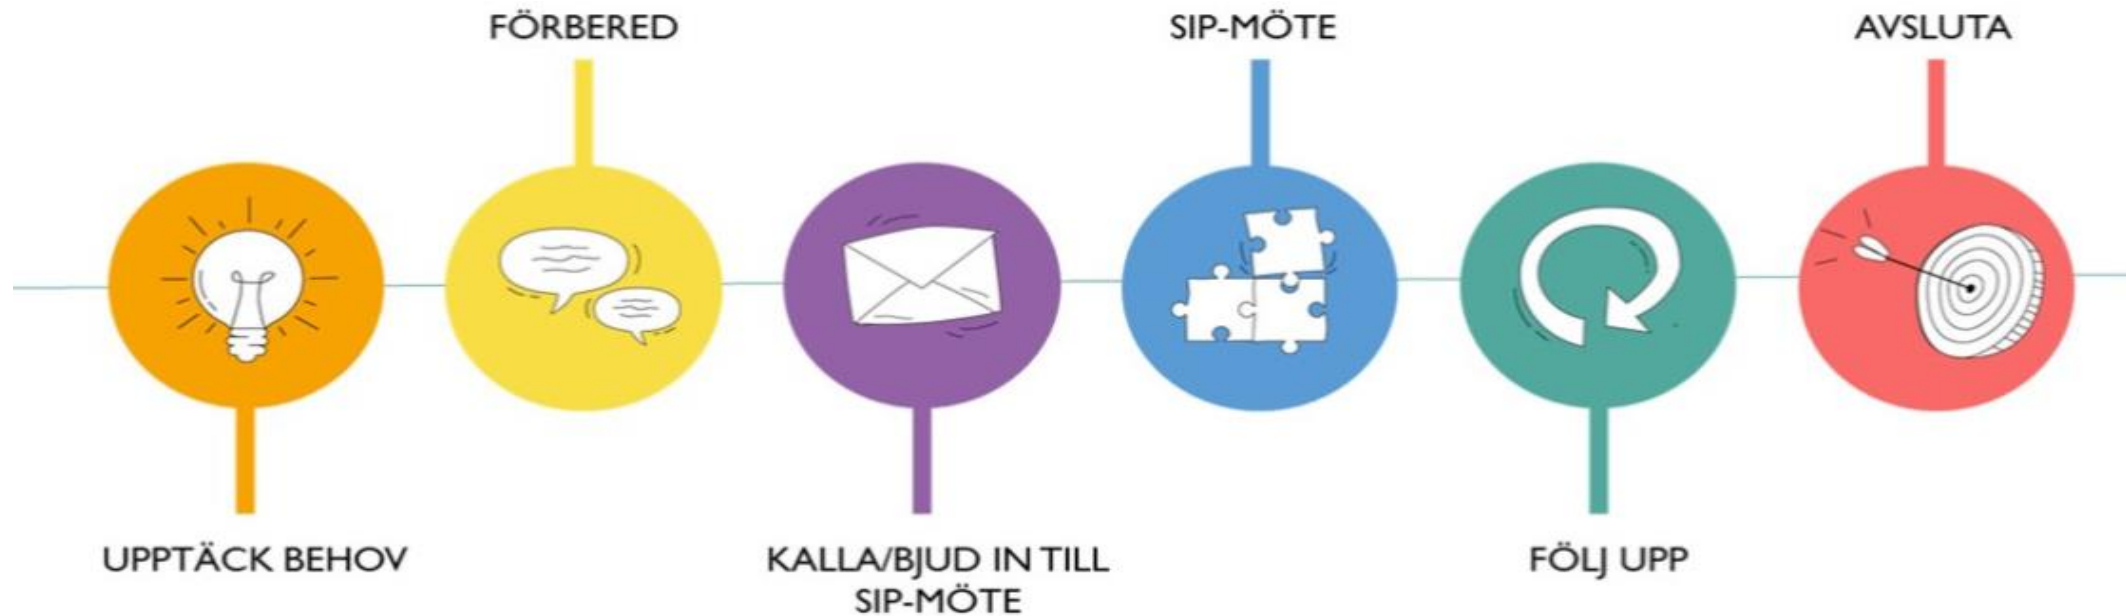 UPPTÄCK BEHOV
FÖRBERED
KALLA/BJUD IN TILL
SIP-MÖTE
SIP-MÖTE
FÖLJ UPP
AVSLUTA